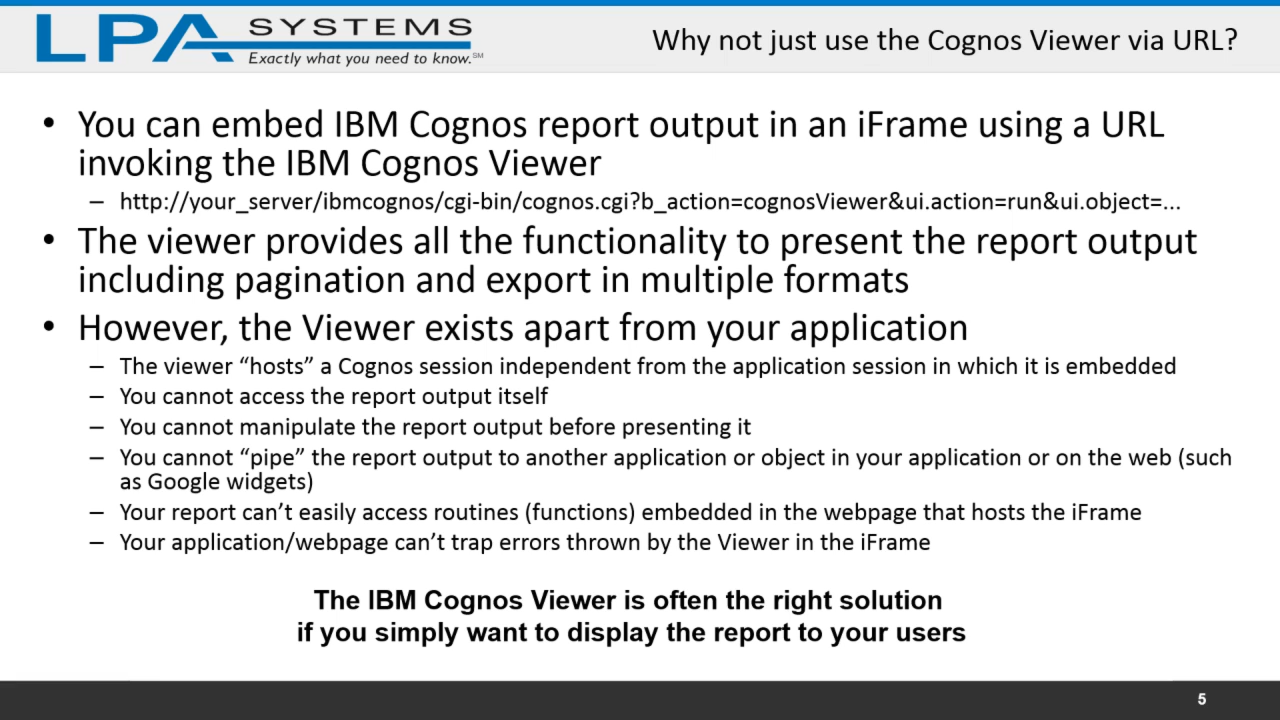 LPA SYSTEMS
Exactly what you need to know.℠
Why not just use the Cognos Viewer via URL?
• You can embed IBM Cognos report output in an iFrame using a URL
invoking the IBM Cognos Viewer
– http://your_server/ibmcognos/cgi-bin/cognos.cgi?b_action=cognosViewer&ui.action=run&ui.object=...
• The viewer provides all the functionality to present the report output
including pagination and export in multiple formats
• However, the Viewer exists apart from your application
– The viewer “hosts” a Cognos session independent from the application session in which it is embedded
– You cannot access the report output itself
– You cannot manipulate the report output before presenting it
– You cannot “pipe” the report output to another application or object in your application or on the web (such
as Google widgets)
– Your report can’t easily access routines (functions) embedded in the webpage that hosts the iFrame
– Your application/webpage can’t trap errors thrown by the Viewer in the iFrame
The IBM Cognos Viewer is often the right solution
if you simply want to display the report to your users
5